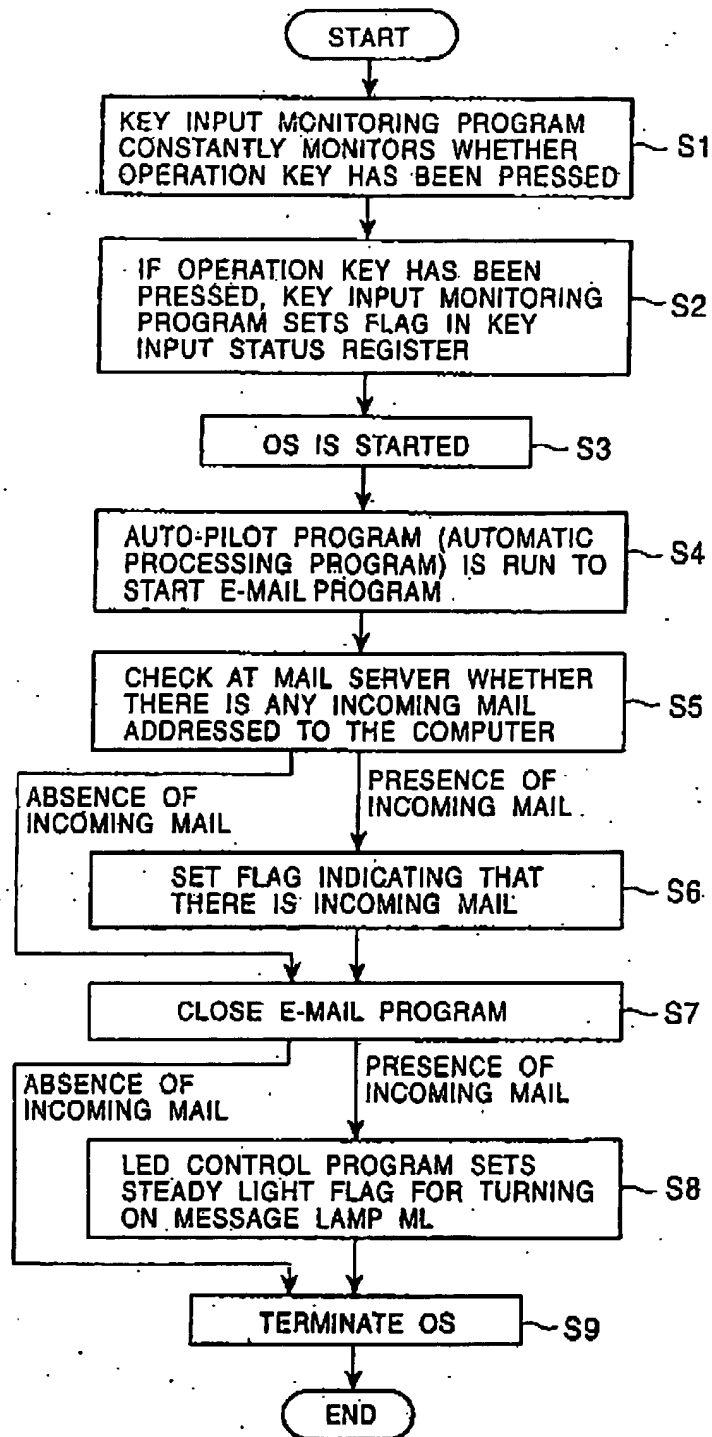 START
KEY INPUT MONITORING PROGRAM
CONSTANTLY MONITORS WHETHER
OPERATION KEY HAS BEEN PRESSED
S1
IF OPERATION KEY HAS BEEN
PRESSED, KEY INPUT MONITORING
PROGRAM SETS FLAG IN KEY
INPUT STATUS REGISTER
S2
OS IS STARTED
S3
AUTO-PILOT PROGRAM (AUTOMATIC
PROCESSING PROGRAM) IS RUN TO
START E-MAIL PROGRAM
S4
CHECK AT MAIL SERVER WHETHER
THERE IS ANY INCOMING MAIL
ADDRESSED TO THE COMPUTER
S5
ABSENCE OF
INCOMING MAIL
PRESENCE OF
INCOMING MAIL
SET FLAG INDICATING THAT
THERE IS INCOMING MAIL
S6
CLOSE E-MAIL PROGRAM
S7
ABSENCE OF
INCOMING MAIL
PRESENCE OF
INCOMING MAIL
LED CONTROL PROGRAM SETS
STEADY LIGHT FLAG FOR TURNING
ON MESSAGE LAMP ML
S8
TERMINATE OS
S9
END